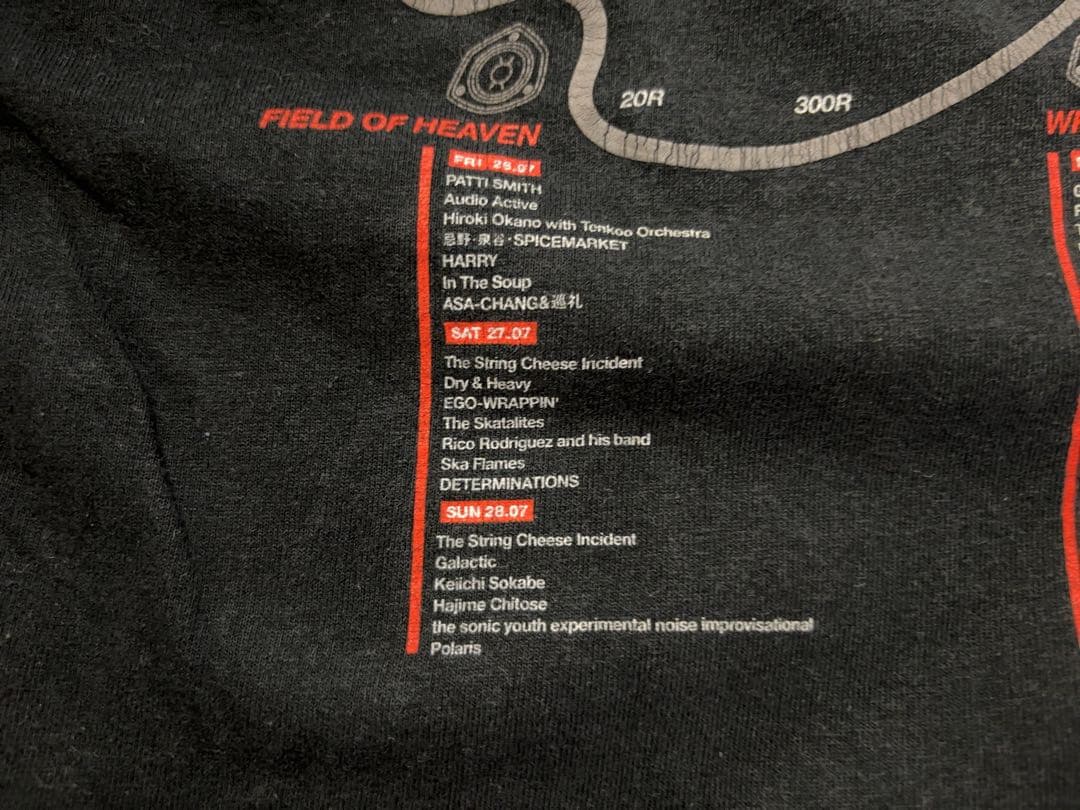 20R
300R
FIELD OF HEAVEN
FRI 26.07
PATTI SMITH
Audio Active
Hiroki Okano with Tenkoo Orchestra
忌野・泉谷・SPICEMARKET
HARRY
In The Soup
ASA-CHANG&巡礼
SAT 27.07
The String Cheese Incident
Dry & Heavy
EGO-WRAPPIN'
The Skatalites
Rico Rodriguez and his band
Ska Flames
DETERMINATIONS
SUN 28.07
The String Cheese Incident
Galactic
Keiichi Sokabe
Hajime Chitose
the sonic youth experimental noise improvisational
Polaris